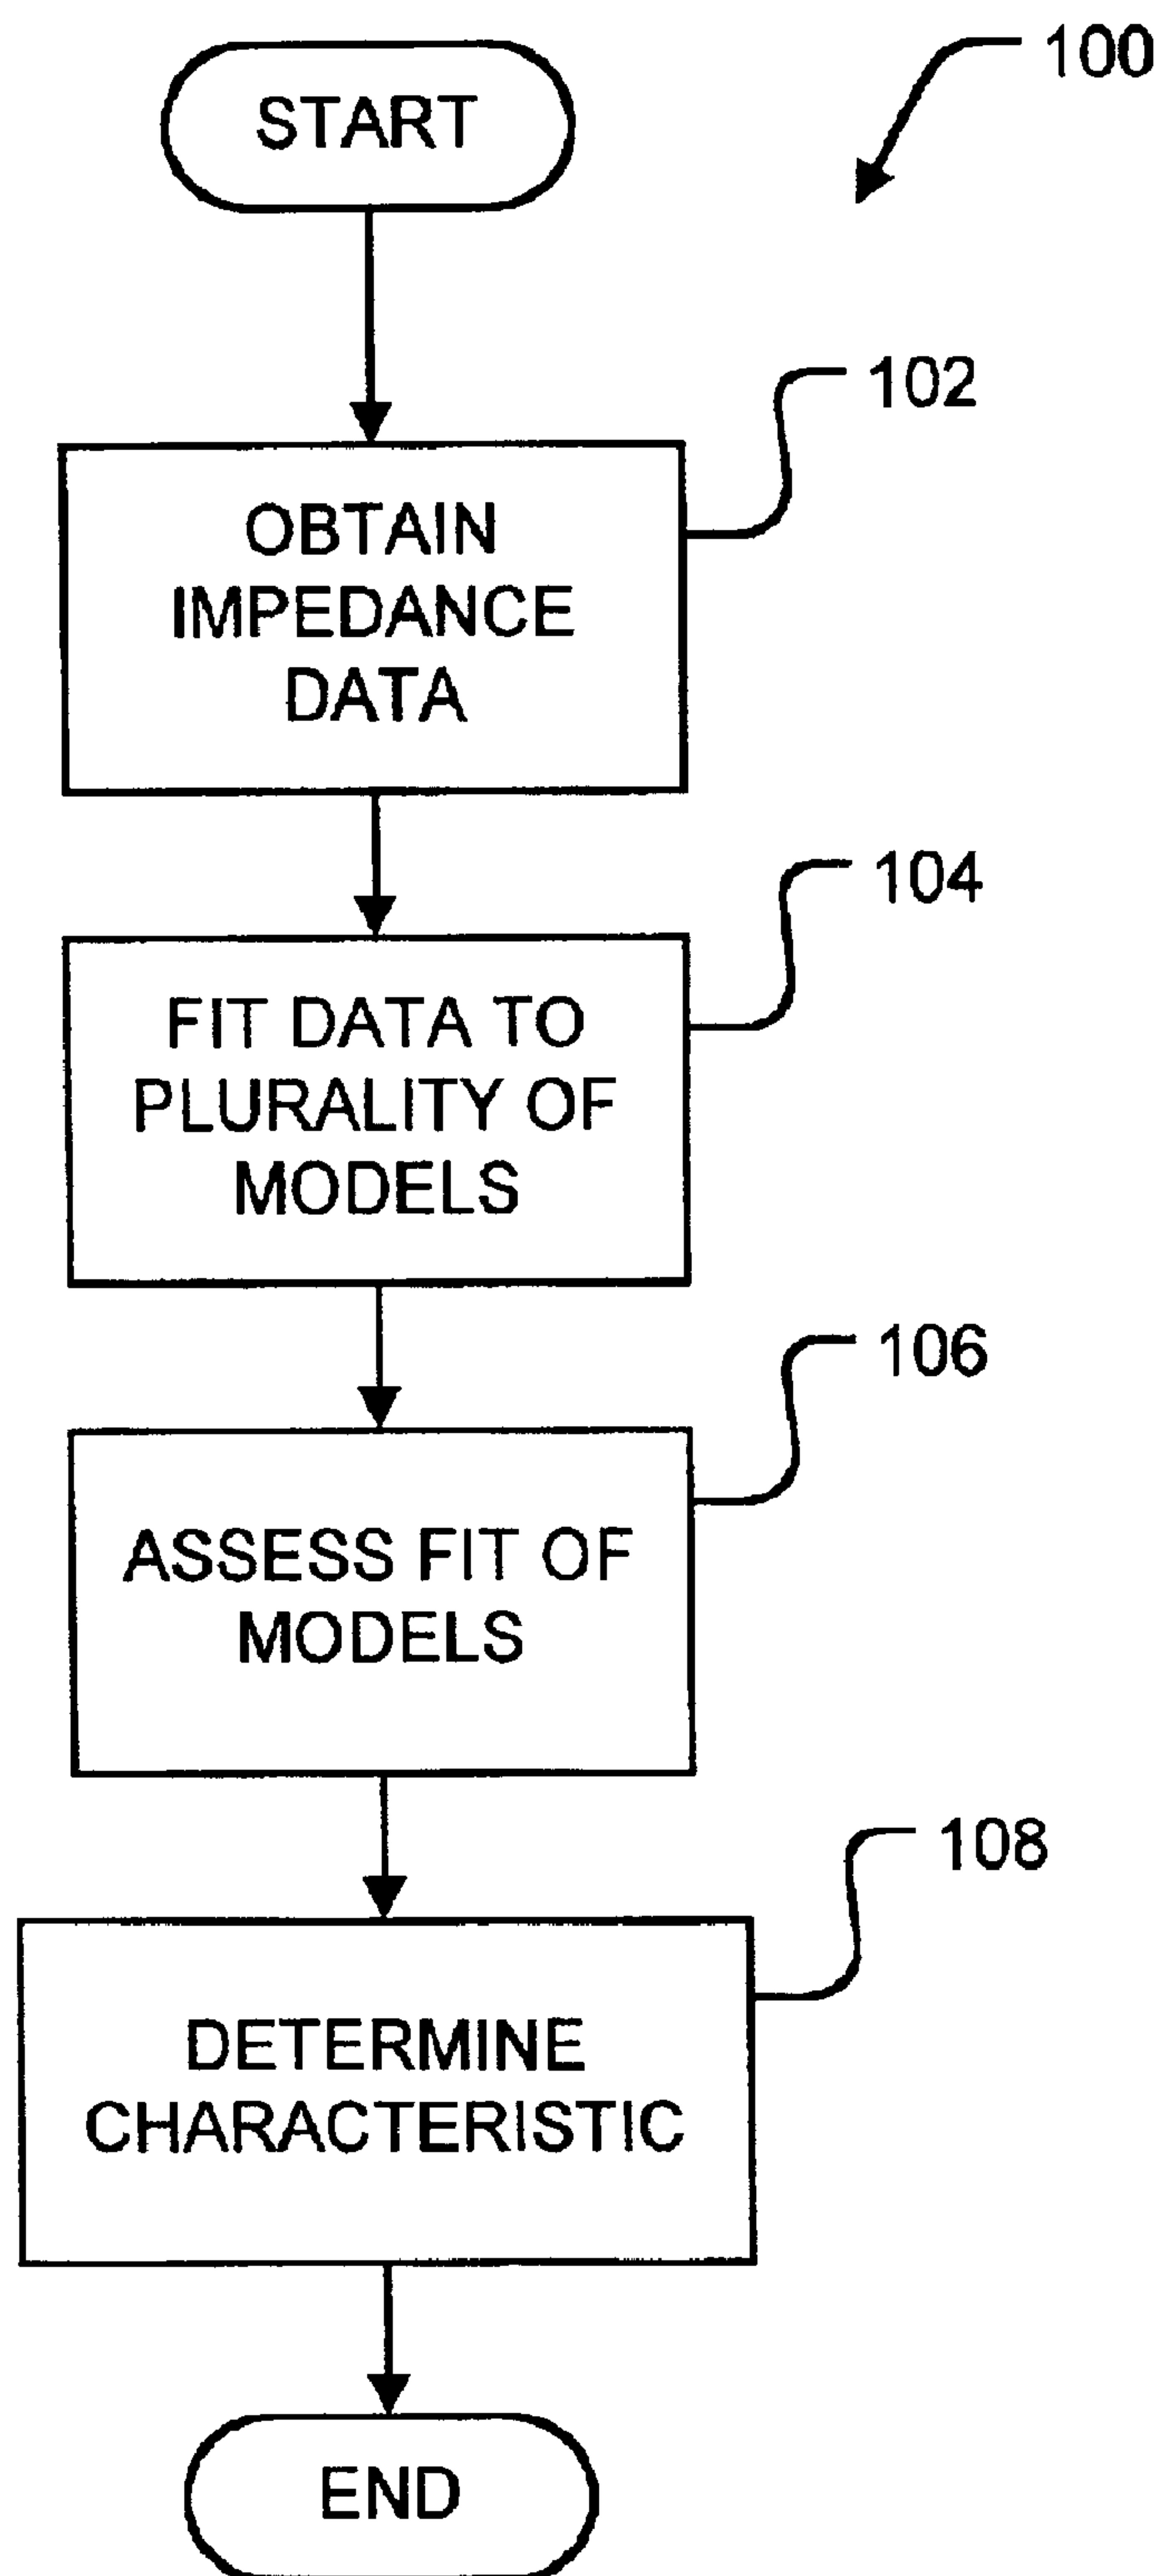 100
START
102
OBTAIN
IMPEDANCE
DATA
104
FIT DATA TO
PLURALITY OF
MODELS
106
ASSESS FIT OF
MODELS
108
DETERMINE
CHARACTERISTIC
END